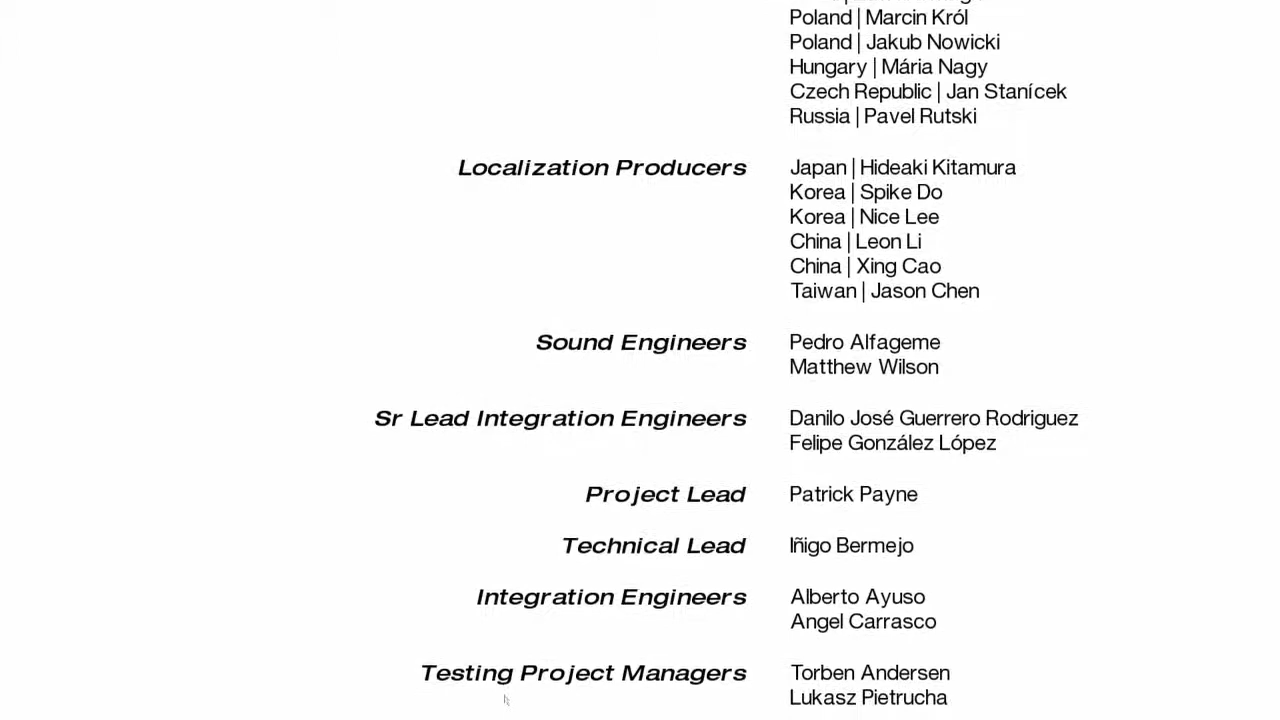 Poland | Marcin Król
Poland | Jakub Nowicki
Hungary | Mária Nagy
Czech Republic | Jan Stanícek
Russia | Pavel Rutski
Localization Producers Japan | Hideaki Kitamura
Korea | Spike Do
Korea | Nice Lee
China | Leon Li
China | Xing Cao
Taiwan | Jason Chen
Sound Engineers Pedro Alfageme
Matthew Wilson
Sr Lead Integration Engineers Danilo José Guerrero Rodriguez
Felipe González López
Project Lead Patrick Payne
Technical Lead Iñigo Bermejo
Integration Engineers Alberto Ayuso
Angel Carrasco
Testing Project Managers Torben Andersen
Lukasz Pietrucha